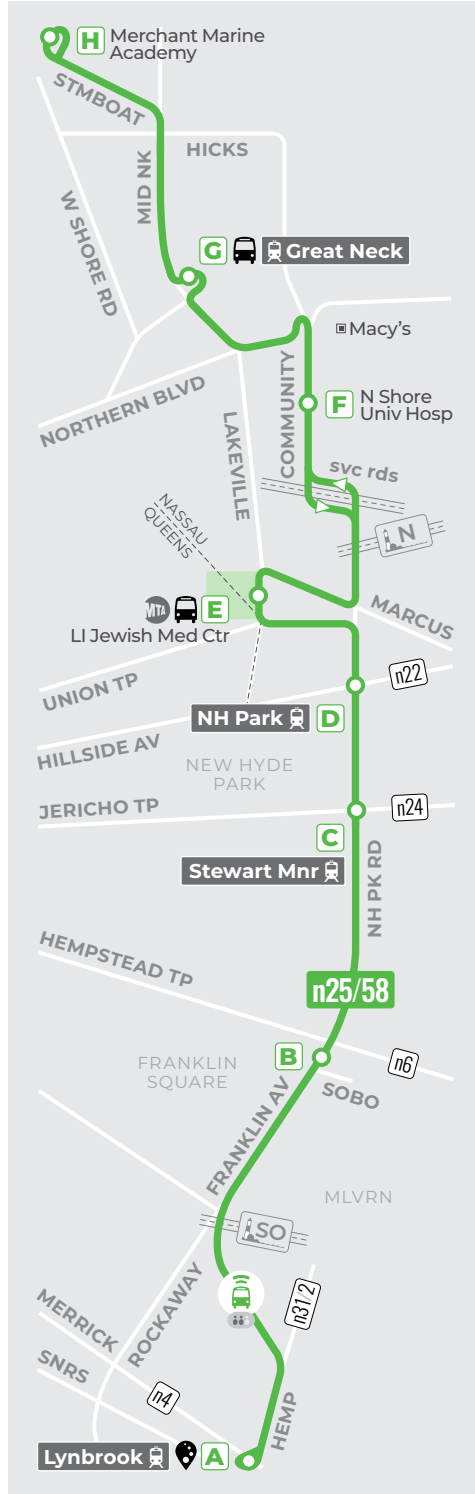 H Merchant Marine
Academy
STMBOAT
HICKS
MID NK
W SHORE RD
G Great Neck
Macy's
COMMUNITY
F N Shore
Univ Hosp
NORTHERN BLVD
LAKEVILLE
svc rds
N
NASSAU
QUEENS
MTA E
LI Jewish Med Ctr
MARCUS
UNION TP
n22
NH Park D
HILLSIDE AV
NEW HYDE
PARK
JERICHO TP
n24
C
Stewart Mnr
NH PK RD
HEMPSTEAD TP
n25/58
B
n6
FRANKLIN
SQUARE
SOBO
FRANKLIN AV
MLVRN
SO
ROCKAWAY
n31/2
MERRICK
SNRS
n4
HEMP
Lynbrook A